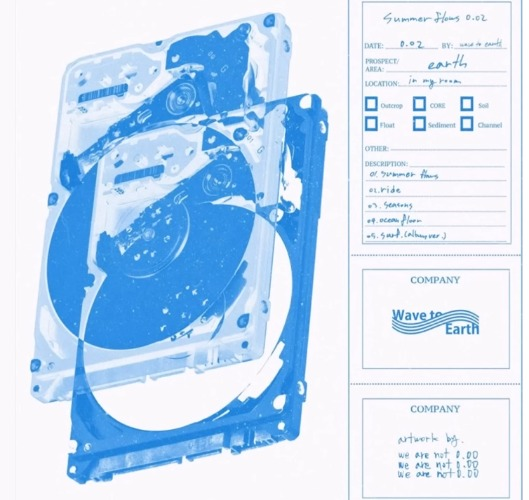 Summer flows 0.02
DATE: 0.02 BY: wave to earth
PROSPECT/
AREA: earth
LOCATION: in my room
Outcrop CORE Soil
Float Sediment Channel
OTHER:
DESCRIPTION:
01. summer flows
02. ride
03. seasons
04. ocean floor
05. surf. (album ver.)
COMPANY
Wave to
Earth
COMPANY
artwork by.
we are not 0.00
we are not 0.00
we are not 0.00